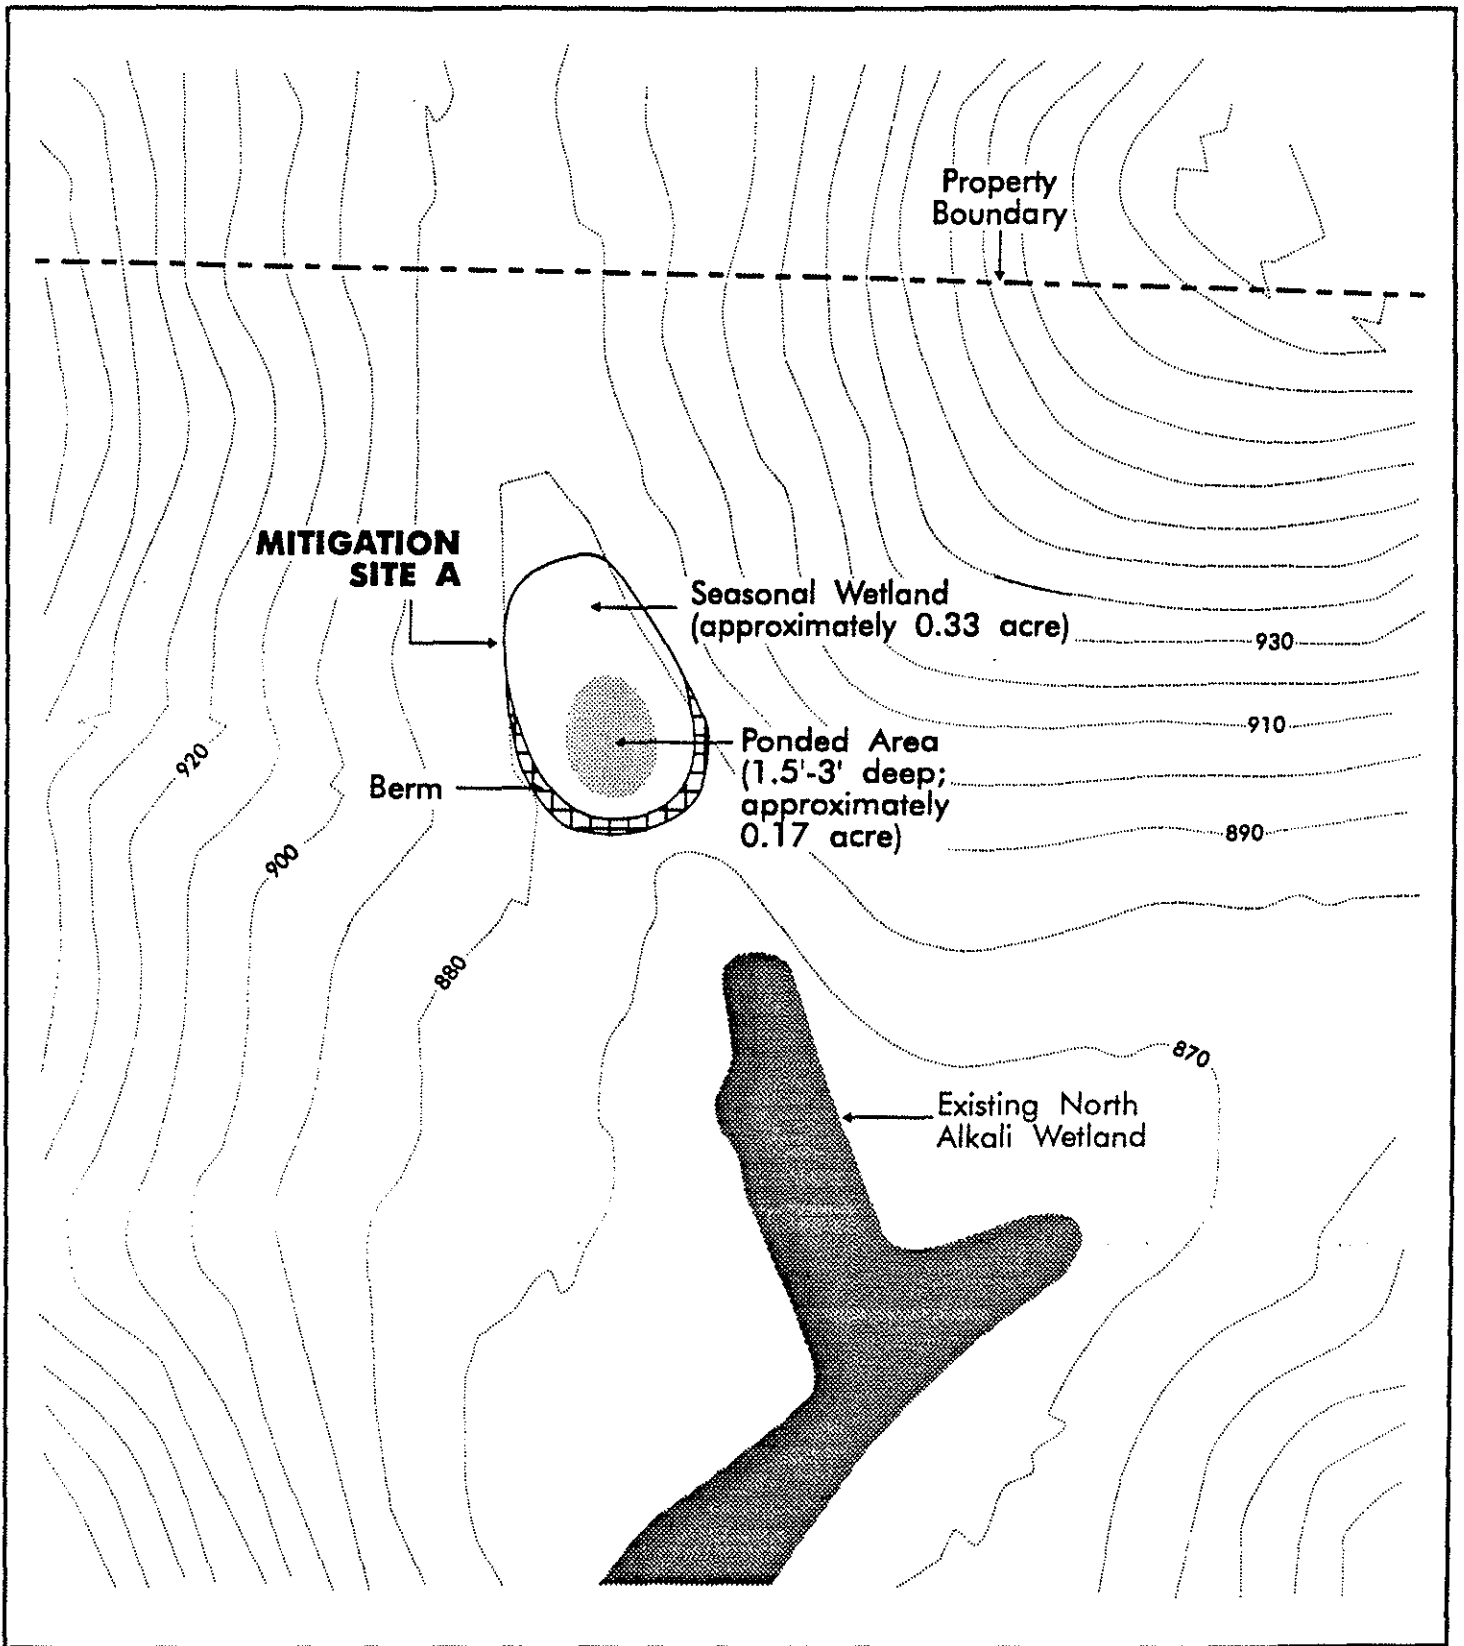 Property
Boundary
MITIGATION
SITE A
Seasonal Wetland
(approximately 0.33 acre)
930
910
Ponded Area
(1.5'-3' deep;
approximately
0.17 acre)
920
Berm
890
900
880
870
Existing North
Alkali Wetland